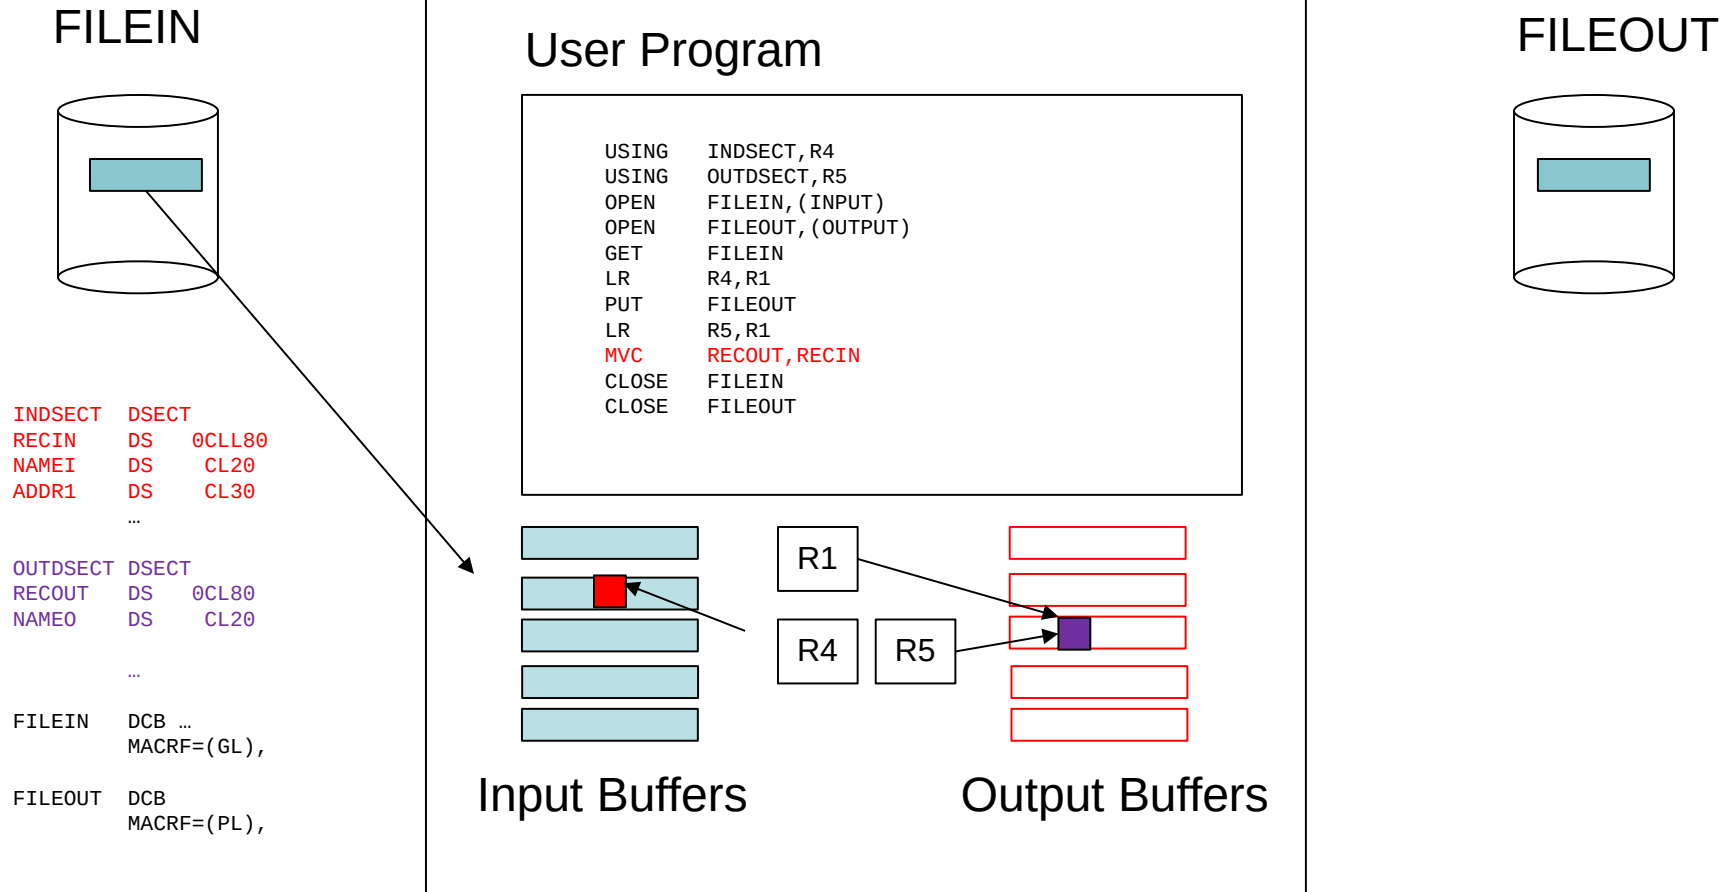 FILEIN
User Program
FILEOUT
USING INDSECT,R4
USING OUTDSECT,R5
OPEN FILEIN,(INPUT)
OPEN FILEOUT,(OUTPUT)
GET FILEIN
LR R4,R1
PUT FILEOUT
LR R5,R1
MVC RECOUT,RECIN
CLOSE FILEIN
CLOSE FILEOUT
INDSECT DSECT
RECIN DS 0CLL80
NAMEI DS CL20
ADDR1 DS CL30
…
OUTDSECT DSECT
RECOUT DS 0CL80
NAMEO DS CL20
…
FILEIN DCB …
MACRF=(GL),
FILEOUT DCB
MACRF=(PL),
R1
R4
R5
Input Buffers
Output Buffers